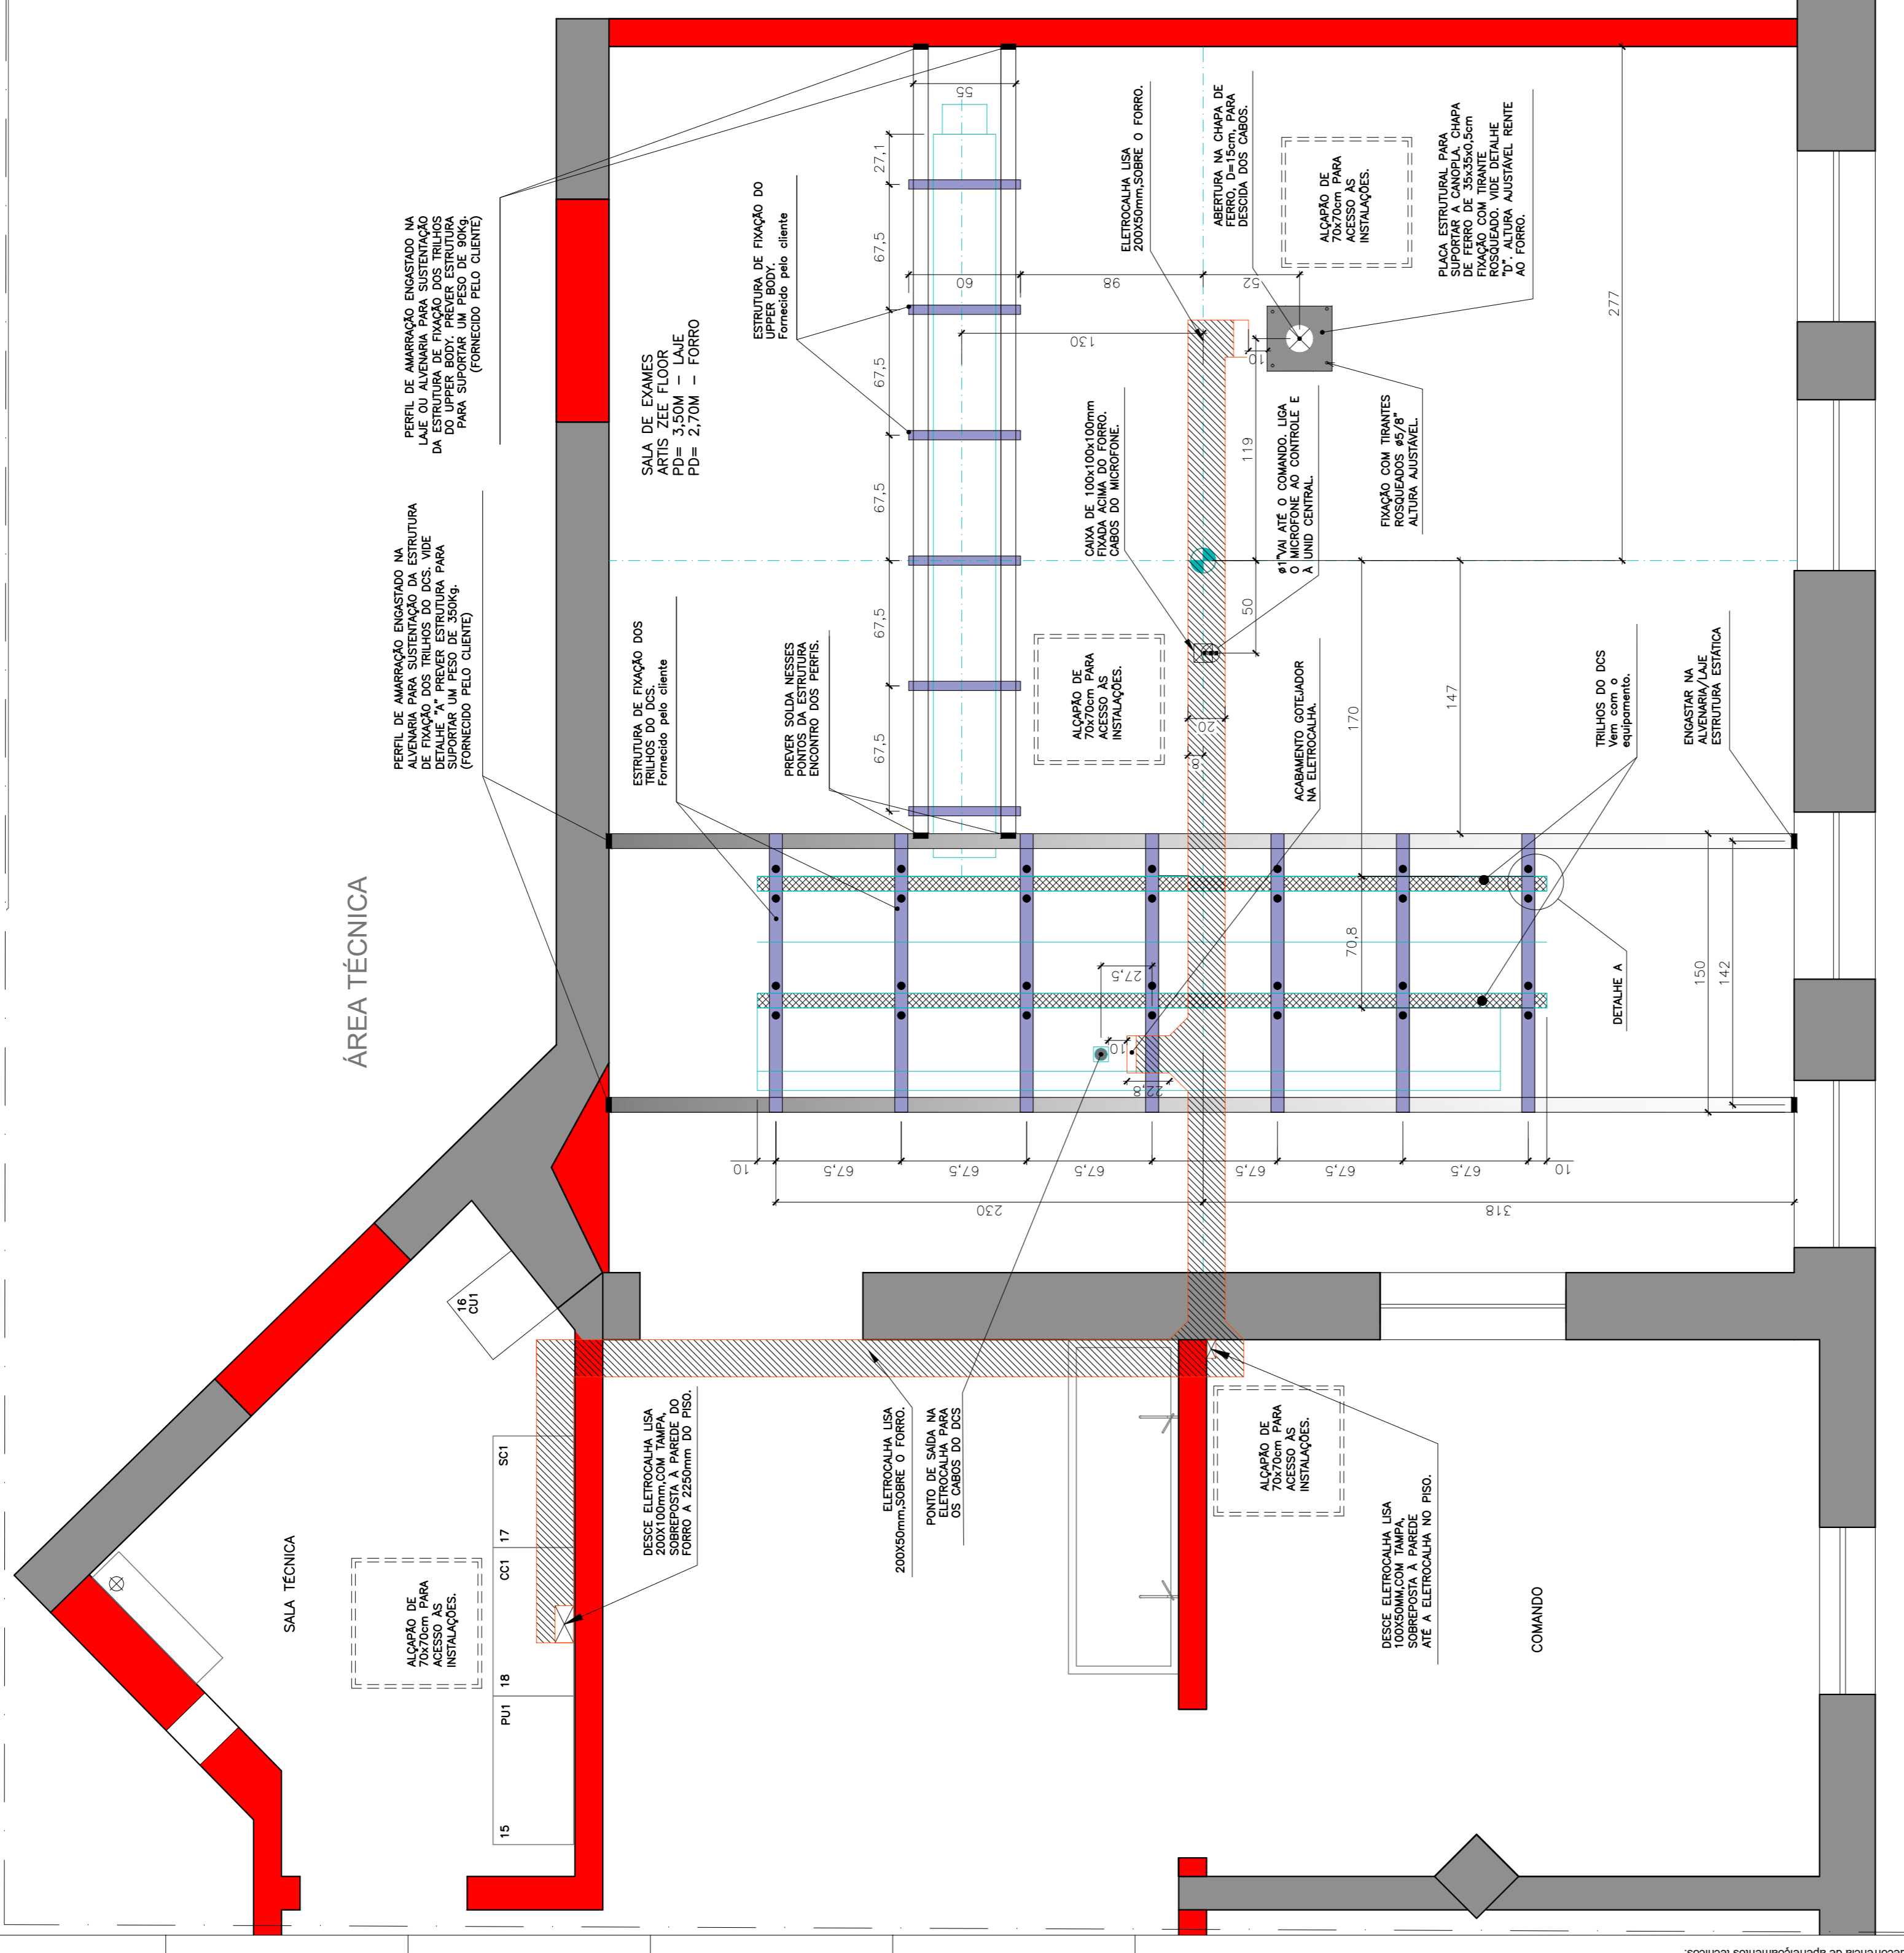 PERFIL DE AMARRAÇÃO ENGASTADO NA
LAJE OU ALVENARIA PARA SUSTENTAÇÃO
DA ESTRUTURA DE FIXAÇÃO DOS TRILHOS
DO UPPER BODY. PREVER ESTRUTURA
PARA SUPORTAR UM PESO DE 90Kg.
(FORNECIDO PELO CLIENTE)
PERFIL DE AMARRAÇÃO ENGASTADO NA
ALVENARIA PARA SUSTENTAÇÃO DA ESTRUTURA
DE FIXAÇÃO DOS TRILHOS DO DCS. VIDE
DETALHE "A" PREVER ESTRUTURA PARA
SUPORTAR UM PESO DE 350Kg.
(FORNECIDO PELO CLIENTE)
ÁREA TÉCNICA
SALA DE EXAMES
ARTIS ZEE FLOOR
PD= 3,50M – LAJE
PD= 2,70M – FORRO
ESTRUTURA DE FIXAÇÃO DO
UPPER BODY.
Fornecido pelo cliente
ESTRUTURA DE FIXAÇÃO DOS
TRILHOS DO DCS.
Fornecido pelo cliente
PREVER SOLDA NESSES
PONTOS DA ESTRUTURA
ENCONTRO DOS PERFIS.
55
27,1
67,5
67,5
67,5
67,5
67,5
60
98
52
130
ELETROCALHA LISA
200X50mm,SOBRE O FORRO.
ABERTURA NA CHAPA DE
FERRO, D=15cm, PARA
DESCIDA DOS CABOS.
ALÇAPÃO DE
70x70cm PARA
ACESSO ÀS
INSTALAÇÕES.
PLACA ESTRUTURAL PARA
SUPORTAR A CANOPLA. CHAPA
DE FERRO DE 35x35x0,5cm
FIXAÇÃO COM TIRANTE
ROSQUEADO. VIDE DETALHE
"D". ALTURA AJUSTÁVEL RENTE
AO FORRO.
277
10
119
CAIXA DE 100x100x100mm
FIXADA ACIMA DO FORRO.
CABOS DO MICROFONE.
ø1"VAI ATÉ O COMANDO. LIGA
O MICROFONE AO CONTROLE E
À UNID CENTRAL.
FIXAÇÃO COM TIRANTES
ROSQUEADOS ø5/8"
ALTURA AJUSTÁVEL.
50
ALÇAPÃO DE
70x70cm PARA
ACESSO ÀS
INSTALAÇÕES.
20
8
ACABAMENTO GOTEJADOR
NA ELETROCALHA.
170
147
TRILHOS DO DCS
Vem com o
equipamento.
ENGASTAR NA
ALVENARIA/LAJE
ESTRUTURA ESTÁTICA
70,8
27,5
10
22,8
DETALHE A
150
142
10
67,5
67,5
67,5
67,5
67,5
67,5
10
230
318
16
CU1
SC1
17
CC1
18
PU1
15
SALA TÉCNICA
ALÇAPÃO DE
70x70cm PARA
ACESSO ÀS
INSTALAÇÕES.
DESCE ELETROCALHA LISA
200X100mm,COM TAMPA,
SOBREPOSTA À PAREDE DO
FORRO A 2250mm DO PISO.
ELETROCALHA LISA
200X50mm,SOBRE O FORRO.
PONTO DE SAÍDA NA
ELETROCALHA PARA
OS CABOS DO DCS
ALÇAPÃO DE
70x70cm PARA
ACESSO ÀS
INSTALAÇÕES.
DESCE ELETROCALHA LISA
100X50MM,COM TAMPA,
SOBREPOSTA À PAREDE
ATÉ A ELETROCALHA NO PISO.
COMANDO
de aperfeiçoamentos técnicos.